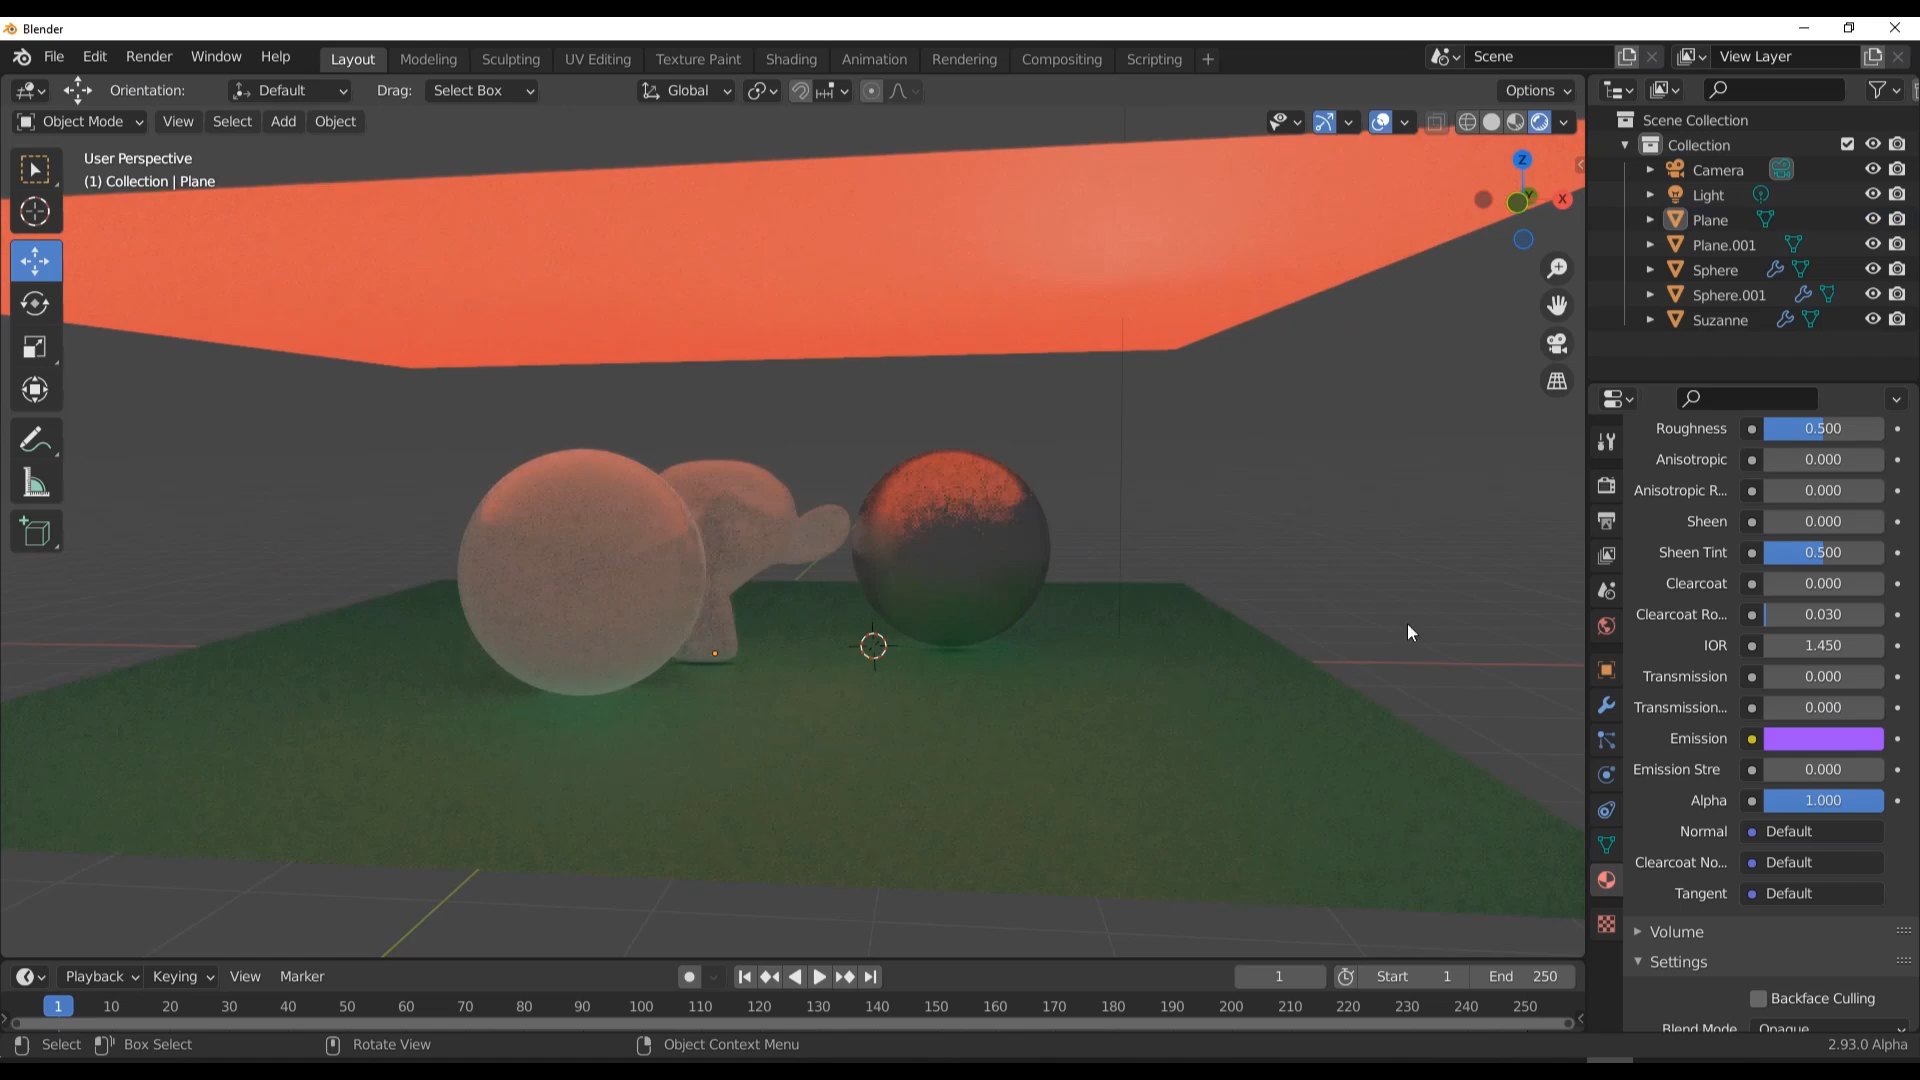 Blender
File Edit Render Window Help Layout Modeling Sculpting UV Editing Texture Paint Shading Animation Rendering Compositing Scripting + Scene View Layer
Orientation: Default Drag: Select Box Global Options
Object Mode View Select Add Object
User Perspective
(1) Collection | Plane
Z
Y
X
Scene Collection
Collection
Camera
Light
Plane
Plane.001
Sphere
Sphere.001
Suzanne
Roughness 0.500
Anisotropic 0.000
Anisotropic R... 0.000
Sheen 0.000
Sheen Tint 0.500
Clearcoat 0.000
Clearcoat Ro... 0.030
IOR 1.450
Transmission 0.000
Transmission... 0.000
Emission
Emission Stre 0.000
Alpha 1.000
Normal Default
Clearcoat No... Default
Tangent Default
Volume
Settings
Backface Culling
Blend Mode Opaque
Playback Keying View Marker 1 Start 1 End 250
1 10 20 30 40 50 60 70 80 90 100 110 120 130 140 150 160 170 180 190 200 210 220 230 240 250
Select Box Select Rotate View Object Context Menu 2.93.0 Alpha